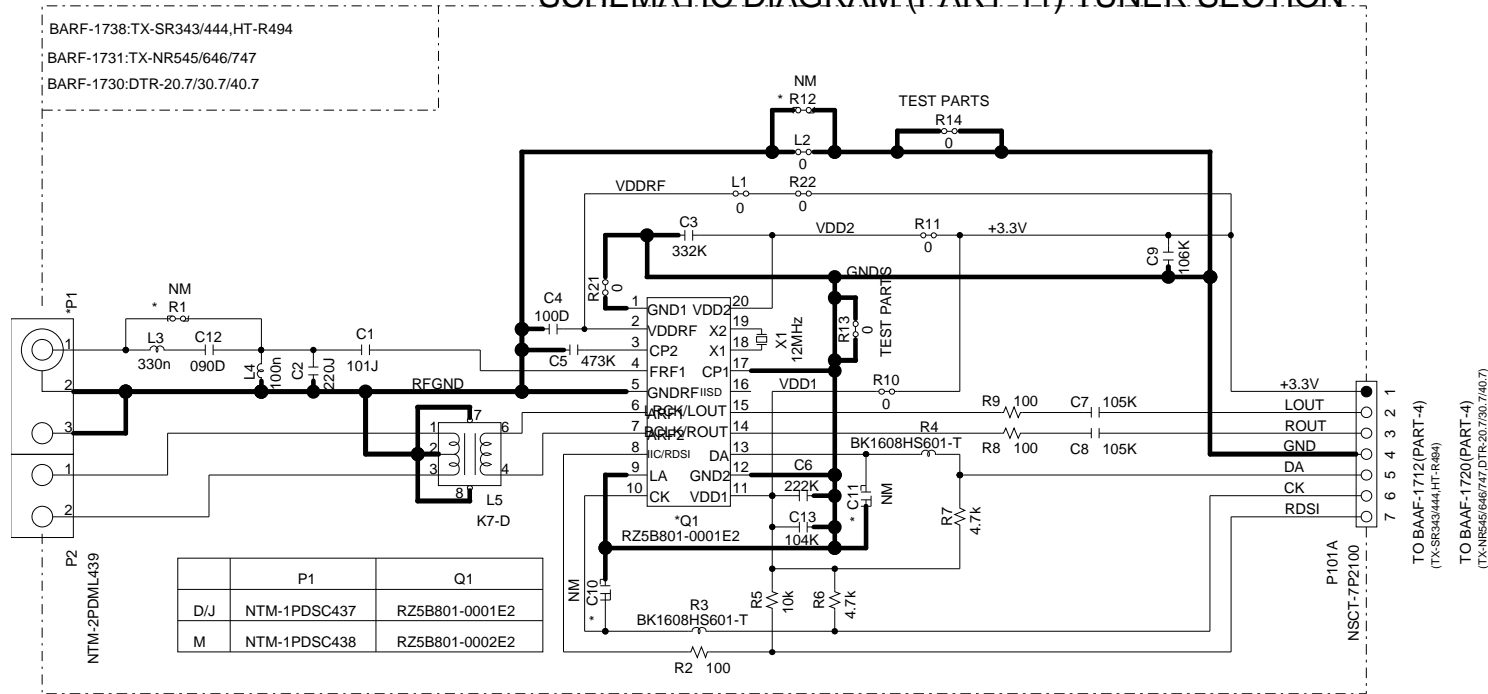 SCHEMATIC DIAGRAM (PART-11) TUNER SECTION
BARF-1738:TX-SR343/444,HT-R494
BARF-1731:TX-NR545/646/747
BARF-1730:DTR-20.7/30.7/40.7
NM
* R12
TEST PARTS
R14
0
L2
0
VDDRF
L1
0
R22
0
C3
332K
VDD2
R11
0
+3.3V
C9
106K
GNDS
R21
0
TEST PARTS
R13
0
*P1
NM
* R1
1
L3
330n
C12
090D
C1
101J
L4
100n
C2
220J
2
3
RFGND
C4
100D
C5
473K
1
GND1
VDD2
20
2
VDDRF
X2
19
3
CP2
X1
18
4
FRF1
CP1
17
5
GNDRF
IISD
16
6
ARF1
LRCK/LOUT
15
7
ARF2
BCLK/ROUT
14
8
IIC/RDSI
DA
13
9
LA
GND2
12
10
CK
VDD1
11
X1
12MHz
VDD1
R10
0
R9
100
C7
105K
R8
100
C8
105K
R4
BK1608HS601-T
+3.3V
1
LOUT
2
ROUT
3
GND
4
DA
5
CK
6
RDSI
7
1
2
P2
NTM-2PDML439
1
2
3
7
6
4
8
L5
K7-D
*Q1
RZ5B801-0001E2
C6
222K
C13
104K
* C11
NM
R7
4.7k
NM
* C10
R3
BK1608HS601-T
R2
100
R5
10k
R6
4.7k
P101A
NSCT-7P2100
TO BAAF-1712(PART-4)
(TX-SR343/444,HT-R494)
TO BAAF-1720(PART-4)
(TX-NR545/646/747,DTR-20.7/30.7/40.7)
P1 Q1
D/J NTM-1PDSC437 RZ5B801-0001E2
M NTM-1PDSC438 RZ5B801-0002E2